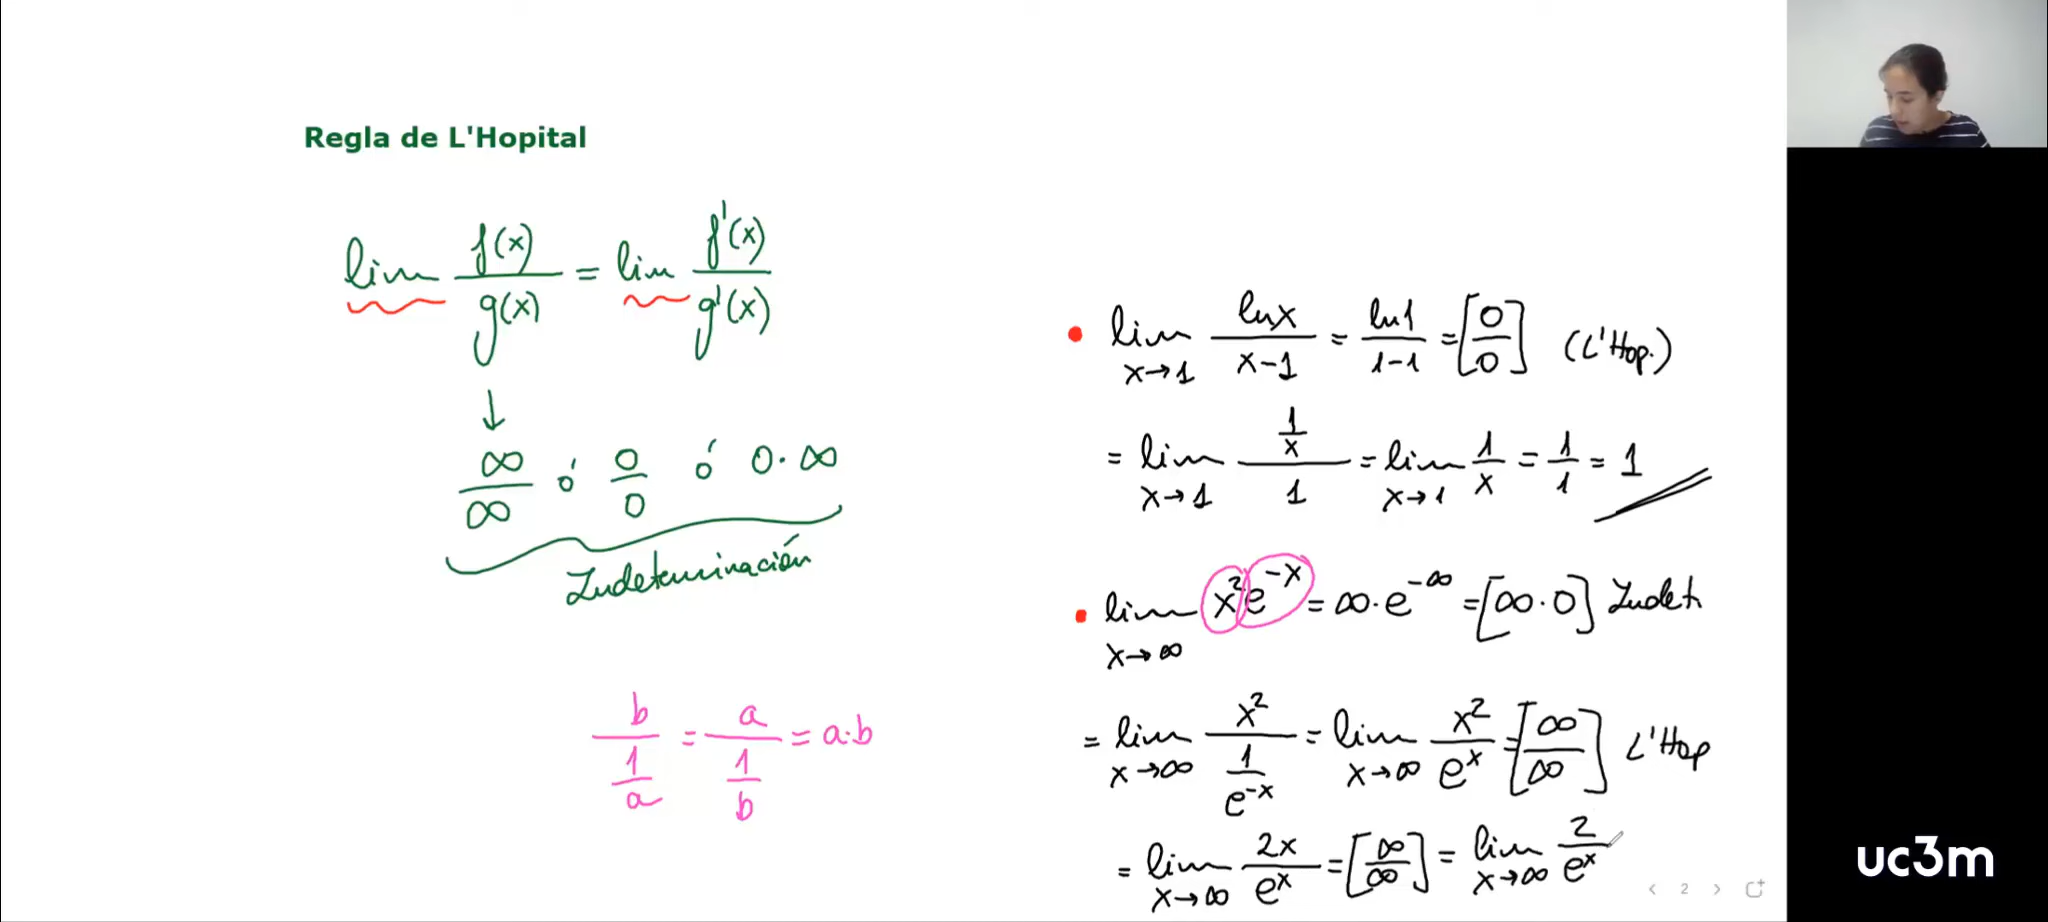 Regla de L'Hopital
lim f(x)/g(x) = lim f'(x)/g'(x)
↓
∞/∞ ó 0/0 ó 0·∞
Indeterminación
b/(1/a) = a/(1/b) = a·b
• lim x→1 lnx/(x-1) = ln1/(1-1) = [0/0] (L'Hop.)
= lim x→1 (1/x)/1 = lim x→1 1/x = 1/1 = 1
• lim x→∞ x²e^-x = ∞·e^-∞ = [∞·0] Indet
= lim x→∞ x²/(1/e^-x) = lim x→∞ x²/e^x = [∞/∞] L'Hop
= lim x→∞ 2x/e^x = [∞/∞] = lim x→∞ 2/e^x
< 2 >
uc3m